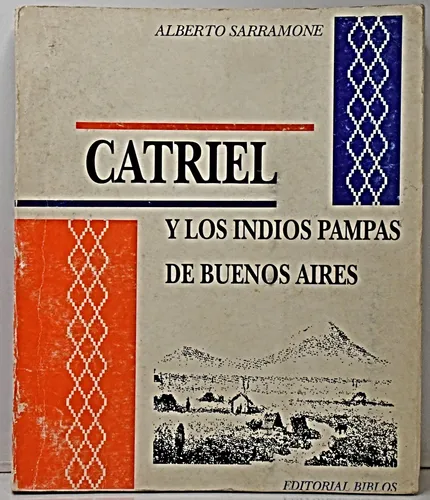 ALBERTO SARRAMONE
CATRIEL
Y LOS INDIOS PAMPAS
DE BUENOS AIRES
EDITORIAL BIBLOS